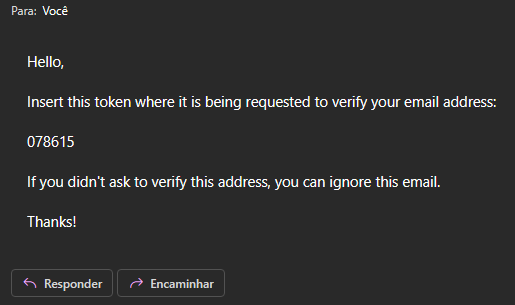 Para: Você
Hello,
Insert this token where it is being requested to verify your email address:
078615
If you didn't ask to verify this address, you can ignore this email.
Thanks!
Responder
Encaminhar